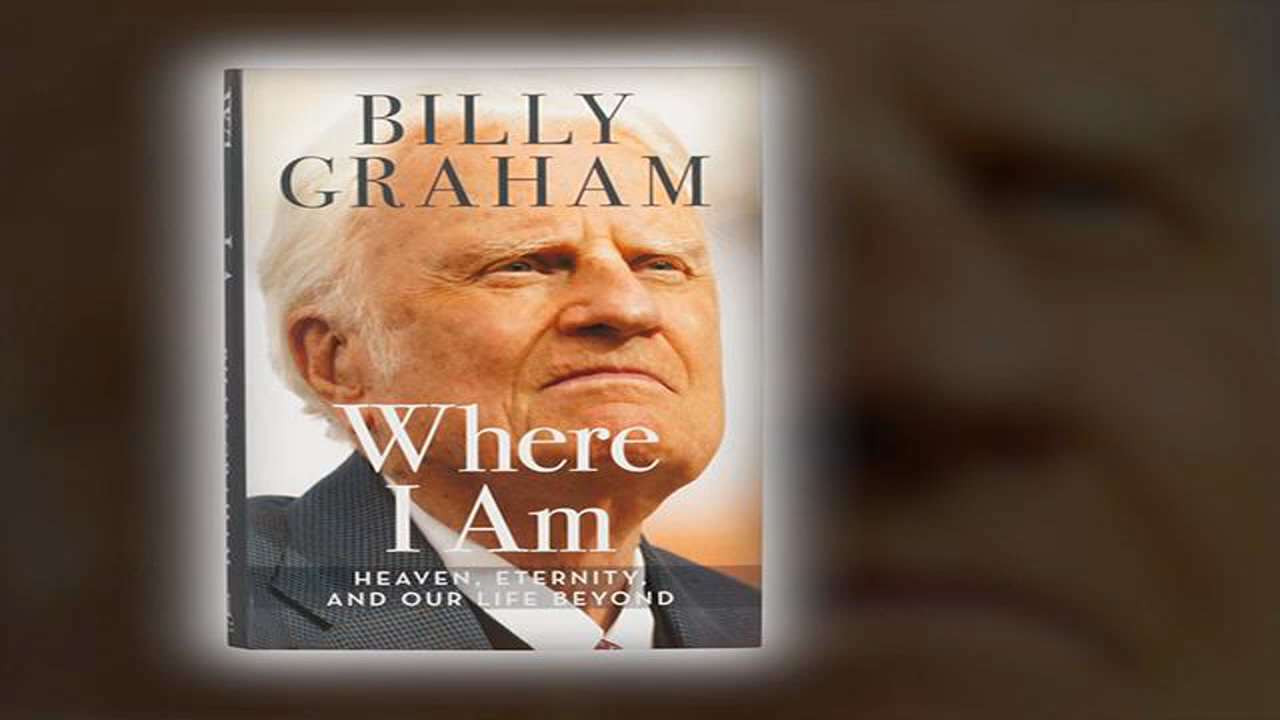 BILLY
GRAHAM
Where
I Am
HEAVEN, ETERNITY,
AND OUR LIFE BEYOND